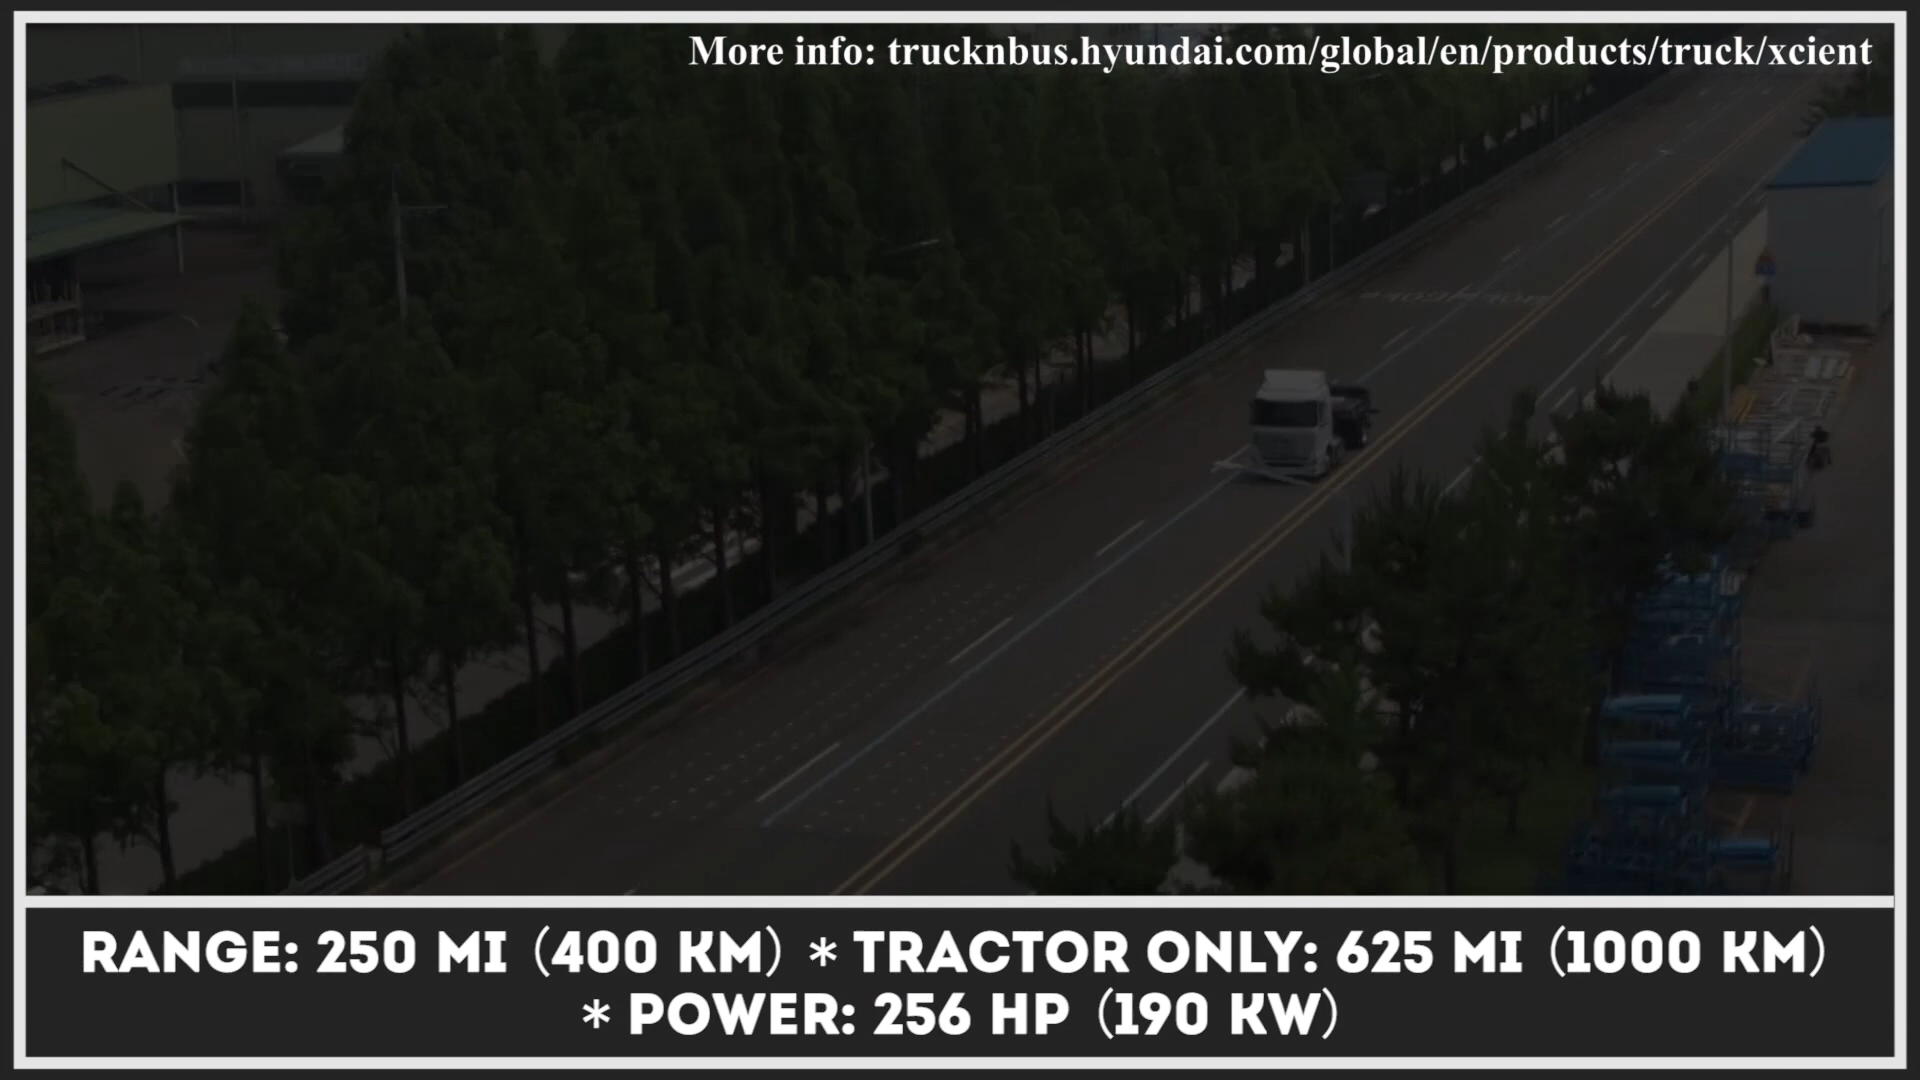 More info: trucknbus.hyundai.com/global/en/products/truck/xcient
RANGE: 250 MI (400 KM) * TRACTOR ONLY: 625 MI (1000 KM)
* POWER: 256 HP (190 KW)